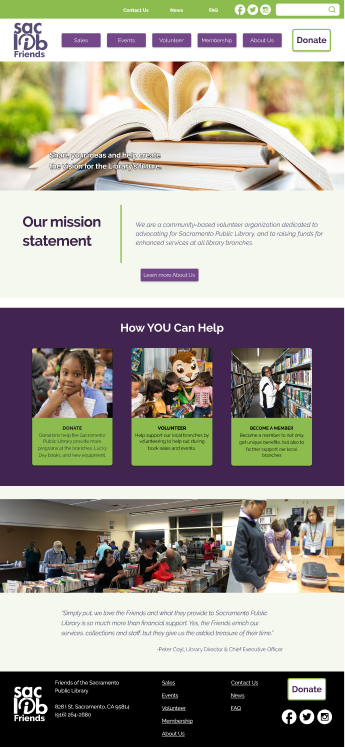 Contact Us News FAQ
sac
lib
Friends
Sales Events Volunteer Membership About Us Donate
Share your ideas and help create
the vision for the Library's future.
Our mission
statement
We are a community-based volunteer organization dedicated to
advocating for Sacramento Public Library, and to raising funds for
enhanced services at all library branches.
Learn more About Us
How YOU Can Help
DONATE
Donations help the Sacramento
Public Library provide more
programs at the branches, Lucky
Day books, and new equipment.
VOLUNTEER
Help support our local branches by
volunteering to help out during
book sales and events.
BECOME A MEMBER
Become a member to not only
get unique benefits, but also to
further support our local
branches
"Simply put, we love the Friends and what they provide to Sacramento Public
Library is so much more than financial support. Yes, the Friends enrich our
services, collections and staff, but they give us the added treasure of their time."
-Peter Coyl, Library Director & Chief Executive Officer
sac
lib
Friends
Friends of the Sacramento
Public Library
828 I St, Sacramento, CA 95814
(916) 264-2880
Sales
Events
Volunteer
Membership
About Us
Contact Us
News
FAQ
Donate